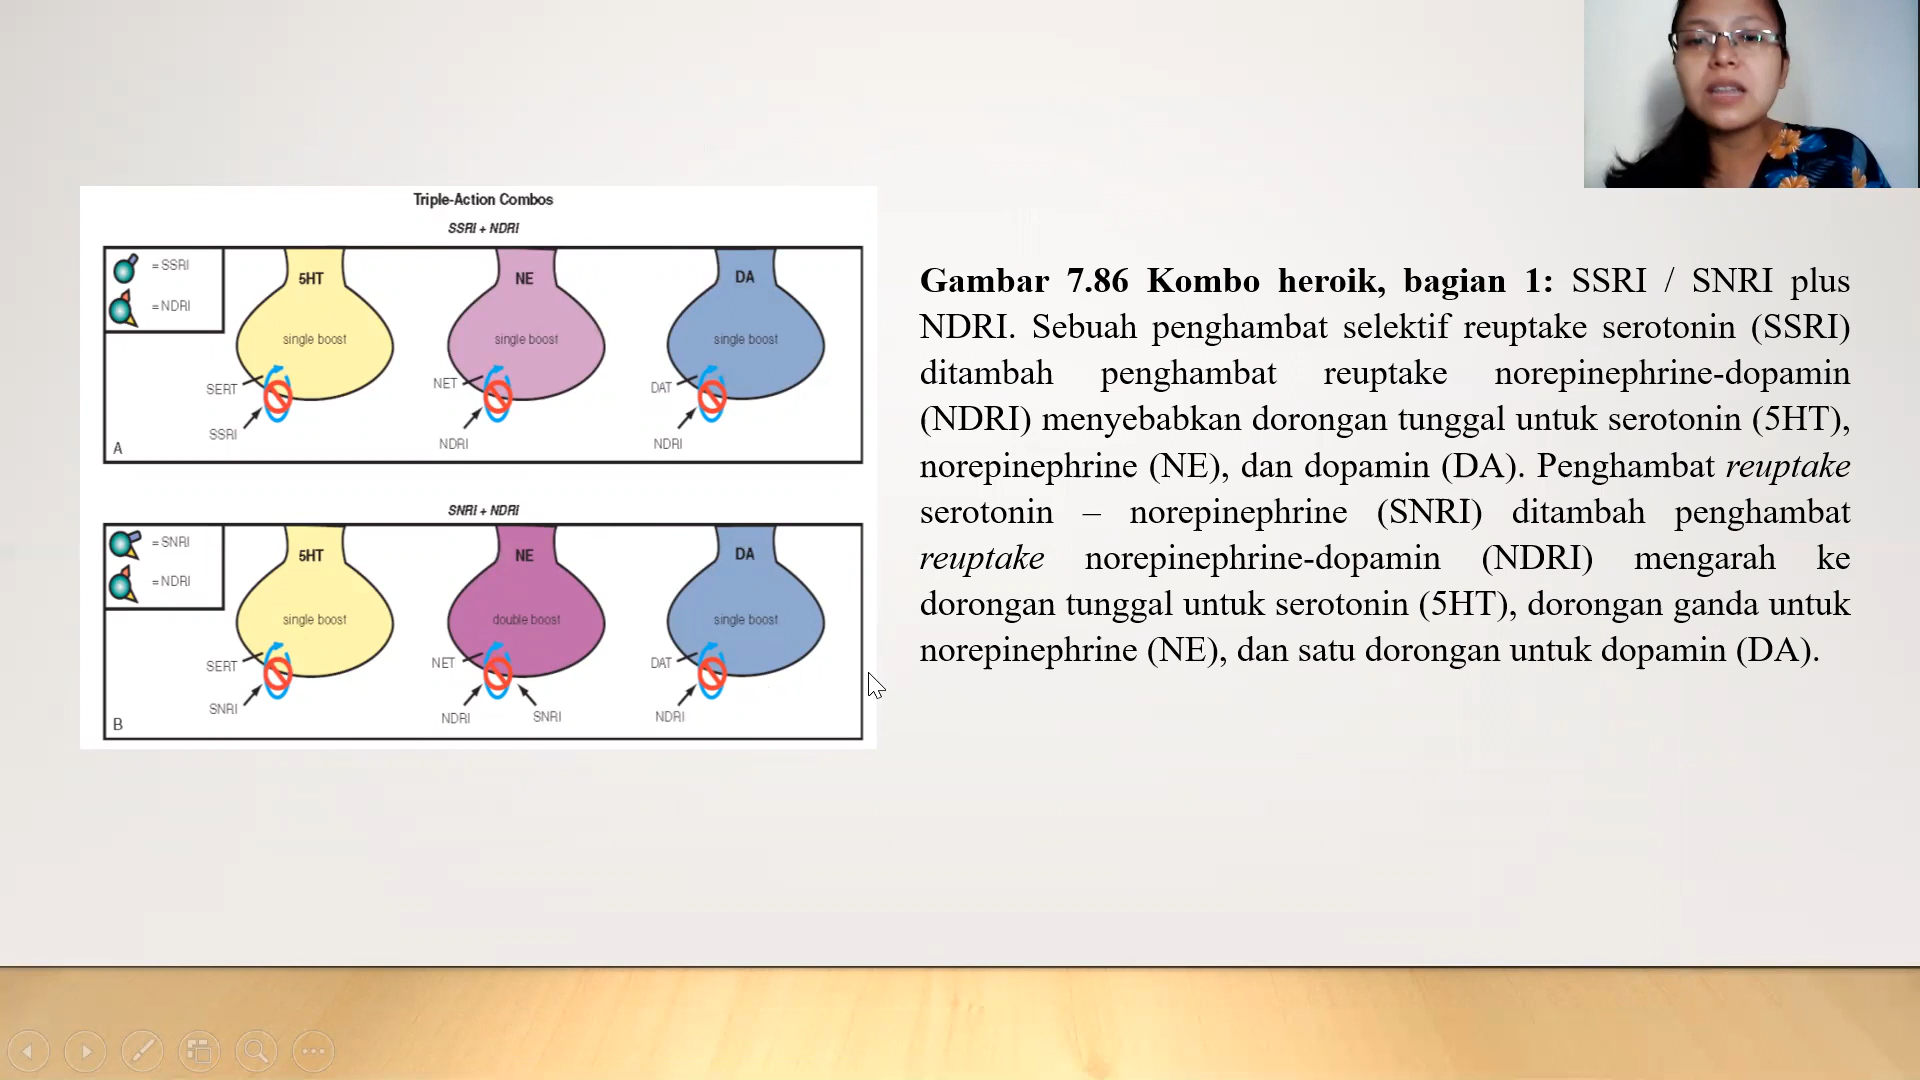 Triple-Action Combos
SSRI + NDRI
= SSRI
= NDRI
5HT
NE
DA
single boost
single boost
single boost
SERT
NET
DAT
SSRI
NDRI
NDRI
A
SNRI + NDRI
= SNRI
= NDRI
5HT
NE
DA
single boost
double boost
single boost
SERT
NET
DAT
SNRI
NDRI
SNRI
NDRI
B
Gambar 7.86 Kombo heroik, bagian 1: SSRI / SNRI plus
NDRI. Sebuah penghambat selektif reuptake serotonin (SSRI)
ditambah penghambat reuptake norepinephrine-dopamin
(NDRI) menyebabkan dorongan tunggal untuk serotonin (5HT),
norepinephrine (NE), dan dopamin (DA). Penghambat reuptake
serotonin – norepinephrine (SNRI) ditambah penghambat
reuptake norepinephrine-dopamin (NDRI) mengarah ke
dorongan tunggal untuk serotonin (5HT), dorongan ganda untuk
norepinephrine (NE), dan satu dorongan untuk dopamin (DA).